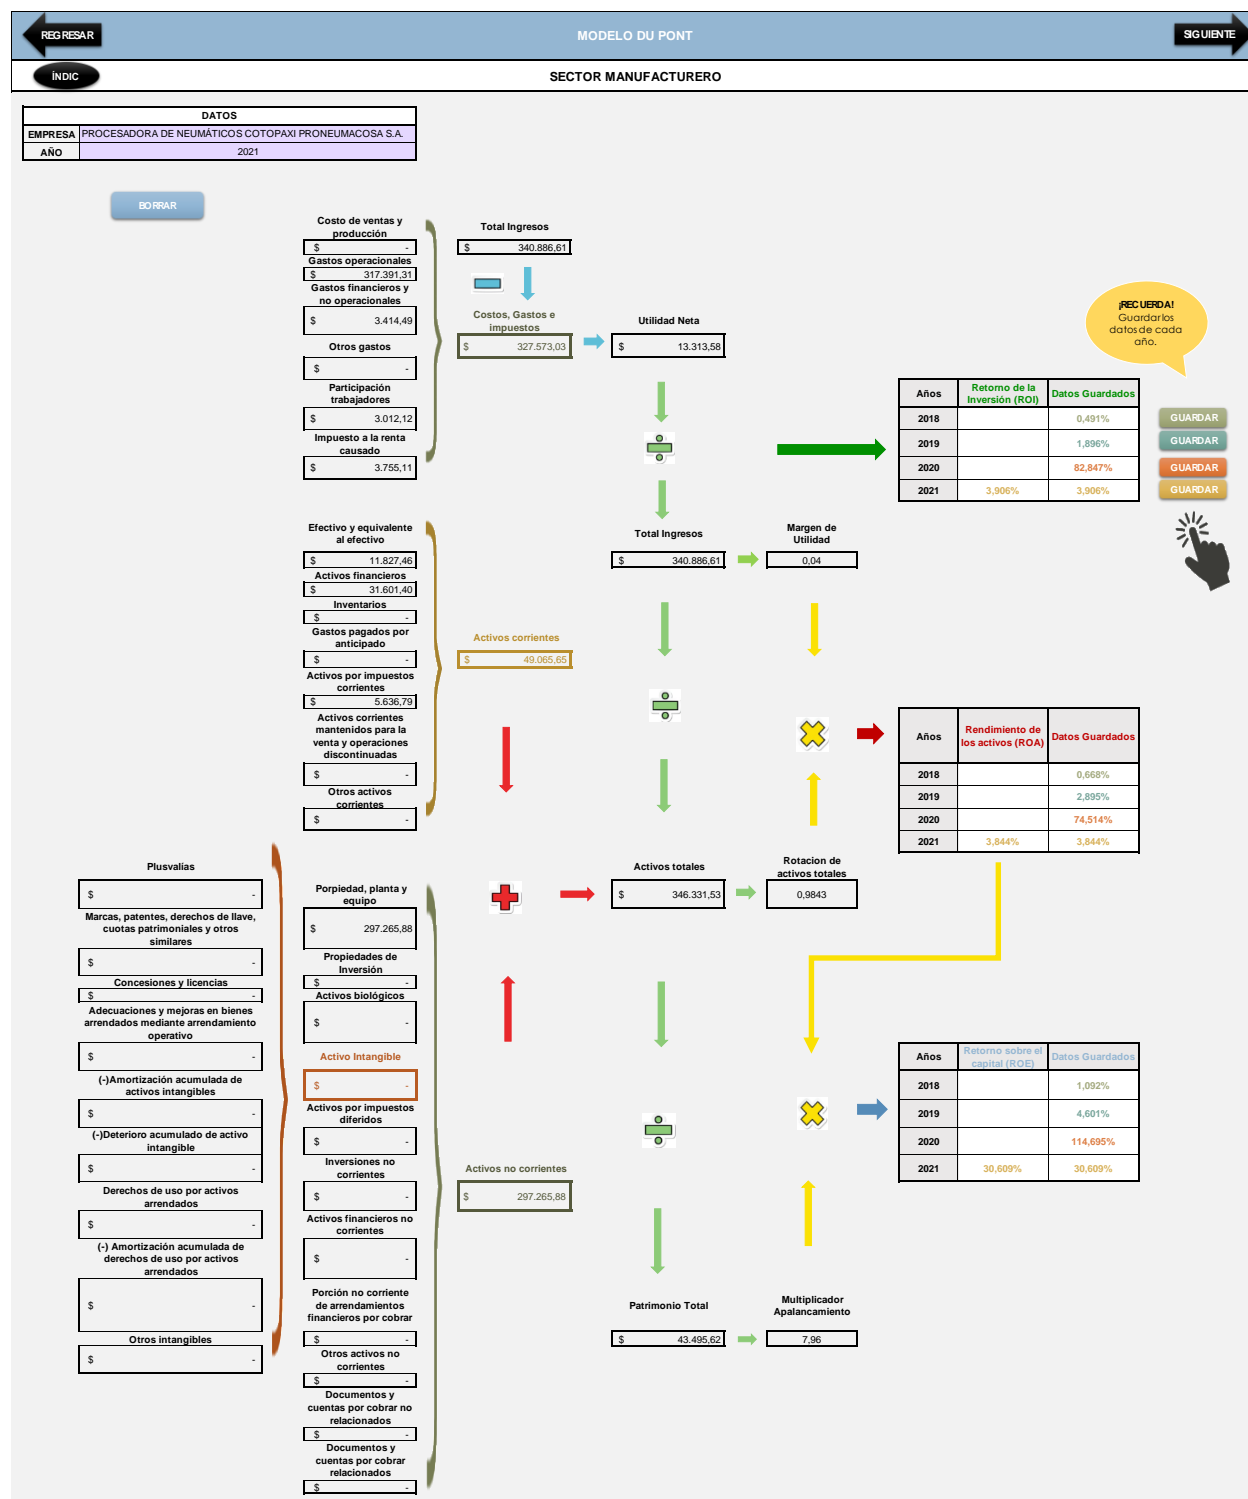 REGRESAR
MODELO DU PONT
SIGUIENTE
ÍNDIC
SECTOR MANUFACTURERO
DATOS
EMPRESA PROCESADORA DE NEUMÁTICOS COTOPAXI PRONEUMACOSA S.A.
AÑO 2021
BORRAR
Costo de ventas y
producción
$ -
Gastos operacionales
$ 317.391,31
Gastos financieros y
no operacionales
$ 3.414,49
Otros gastos
$ -
Participación
trabajadores
$ 3.012,12
Impuesto a la renta
causado
$ 3.755,11
Total Ingresos
$ 340.886,61
Costos, Gastos e
impuestos
$ 327.573,03
Utilidad Neta
$ 13.313,58
¡RECUERDA!
Guardar los
datos de cada
año.
Años Retorno de la Inversión (ROI) Datos Guardados
2018 0,491%
2019 1,896%
2020 82,847%
2021 3,906% 3,906%
GUARDAR
GUARDAR
GUARDAR
GUARDAR
Efectivo y equivalente
al efectivo
$ 11.827,46
Activos financieros
$ 31.601,40
Inventarios
$ -
Gastos pagados por
anticipado
$ -
Activos por impuestos
corrientes
$ 5.636,79
Activos corrientes
mantenidos para la
venta y operaciones
discontinuadas
$ -
Otros activos
corrientes
$ -
Activos corrientes
$ 49.065,65
Total Ingresos
$ 340.886,61
Margen de
Utilidad
0,04
Años Rendimiento de los activos (ROA) Datos Guardados
2018 0,668%
2019 2,895%
2020 74,514%
2021 3,844% 3,844%
Plusvalías
$ -
Marcas, patentes, derechos de llave,
cuotas patrimoniales y otros
similares
$ -
Concesiones y licencias
$ -
Adecuaciones y mejoras en bienes
arrendados mediante arrendamiento
operativo
$ -
(-)Amortización acumulada de
activos intangibles
$ -
(-)Deterioro acumulado de activo
intangible
$ -
Derechos de uso por activos
arrendados
$ -
(-) Amortización acumulada de
derechos de uso por activos
arrendados
$ -
Otros intangibles
$ -
Porpiedad, planta y
equipo
$ 297.265,88
Propiedades de
Inversión
$ -
Activos biológicos
$ -
Activo Intangible
$ -
Activos por impuestos
diferidos
$ -
Inversiones no
corrientes
$ -
Activos financieros no
corrientes
$ -
Porción no corriente
de arrendamientos
financieros por cobrar
$ -
Otros activos no
corrientes
$ -
Documentos y
cuentas por cobrar no
relacionados
$ -
Documentos y
cuentas por cobrar
relacionados
$ -
Activos no corrientes
$ 297.265,88
Activos totales
$ 346.331,53
Rotacion de
activos totales
0,9843
Años Retorno sobre el capital (ROE) Datos Guardados
2018 1,092%
2019 4,601%
2020 114,695%
2021 30,609% 30,609%
Patrimonio Total
$ 43.495,62
Multiplicador
Apalancamiento
7,96